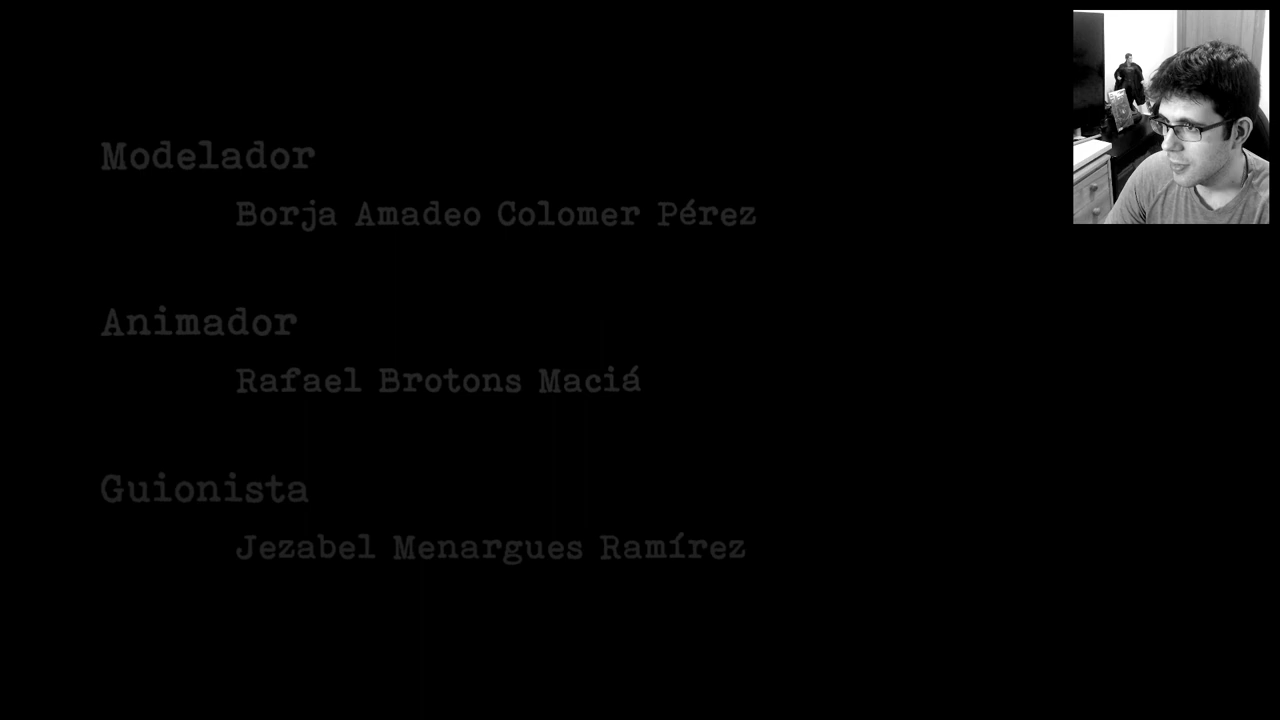 Modelador
Borja Amadeo Colomer Pérez
Animador
Rafael Brotons Maciá
Guionista
Jezabel Menargues Ramírez